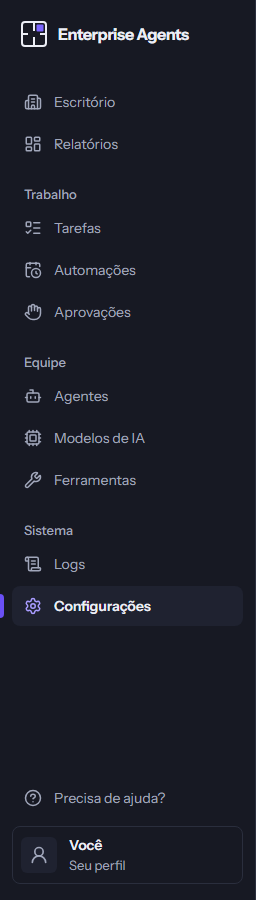 Enterprise Agents
Escritório
Relatórios
Trabalho
Tarefas
Automações
Aprovações
Equipe
Agentes
Modelos de IA
Ferramentas
Sistema
Logs
Configurações
Precisa de ajuda?
Você
Seu perfil